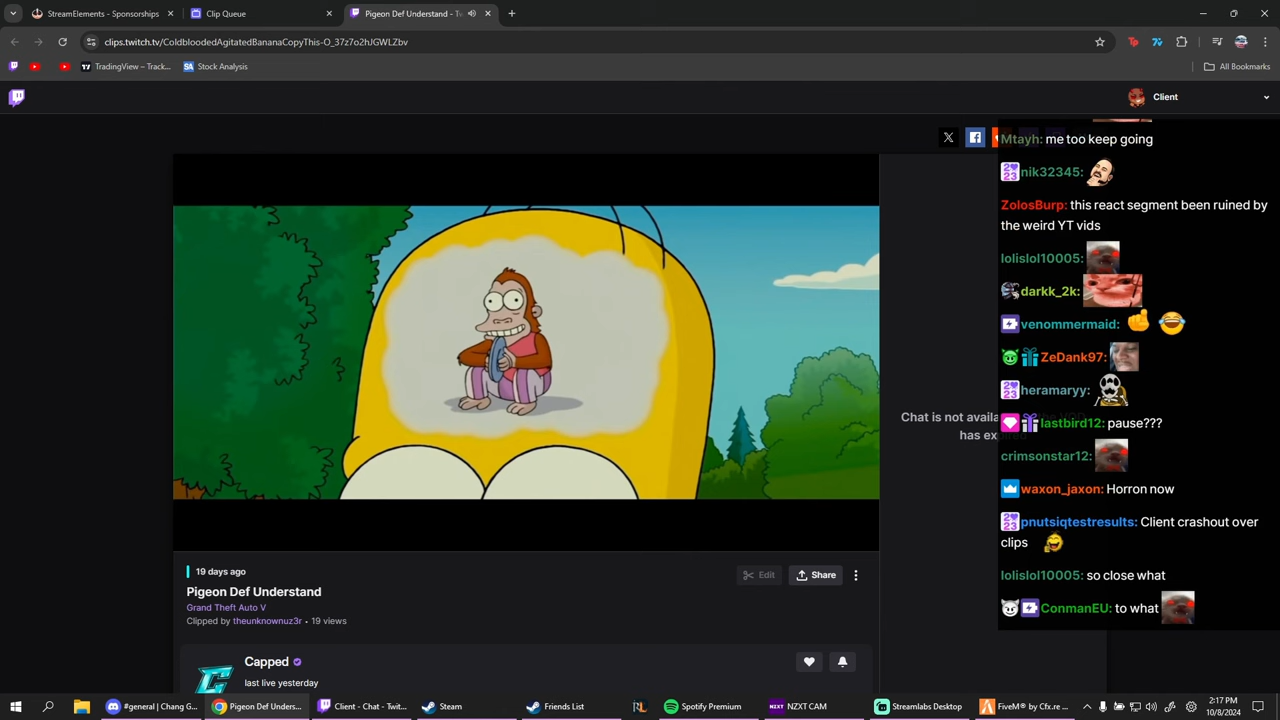 StreamElements - Sponsorships
Clip Queue
Pigeon Def Understand - Tw
clips.twitch.tv/ColdbloodedAgitatedBananaCopyThis-O_37z7o2hJGWLZbv
TradingView – Track...
SA Stock Analysis
All Bookmarks
Client
Mtayh: me too keep going
nik32345:
ZolosBurp: this react segment been ruined by
the weird YT vids
lolislol10005:
darkk_2k:
venommermaid:
ZeDank97:
heramaryy:
Chat is not availa
has expired
lastbird12: pause???
crimsonstar12:
waxon_jaxon: Horron now
pnutsiqtestresults: Client crashout over
clips
lolislol10005: so close what
ConmanEU: to what
19 days ago
Edit
Share
Pigeon Def Understand
Grand Theft Auto V
Clipped by theunknownuz3r • 19 views
Capped
last live yesterday
#general | Chang G...
Pigeon Def Unders...
Client - Chat - Twit...
Steam
Friends List
Spotify Premium
NZXT CAM
Streamlabs Desktop
FiveM® by Cfx.re ...
2:17 PM
10/8/2024